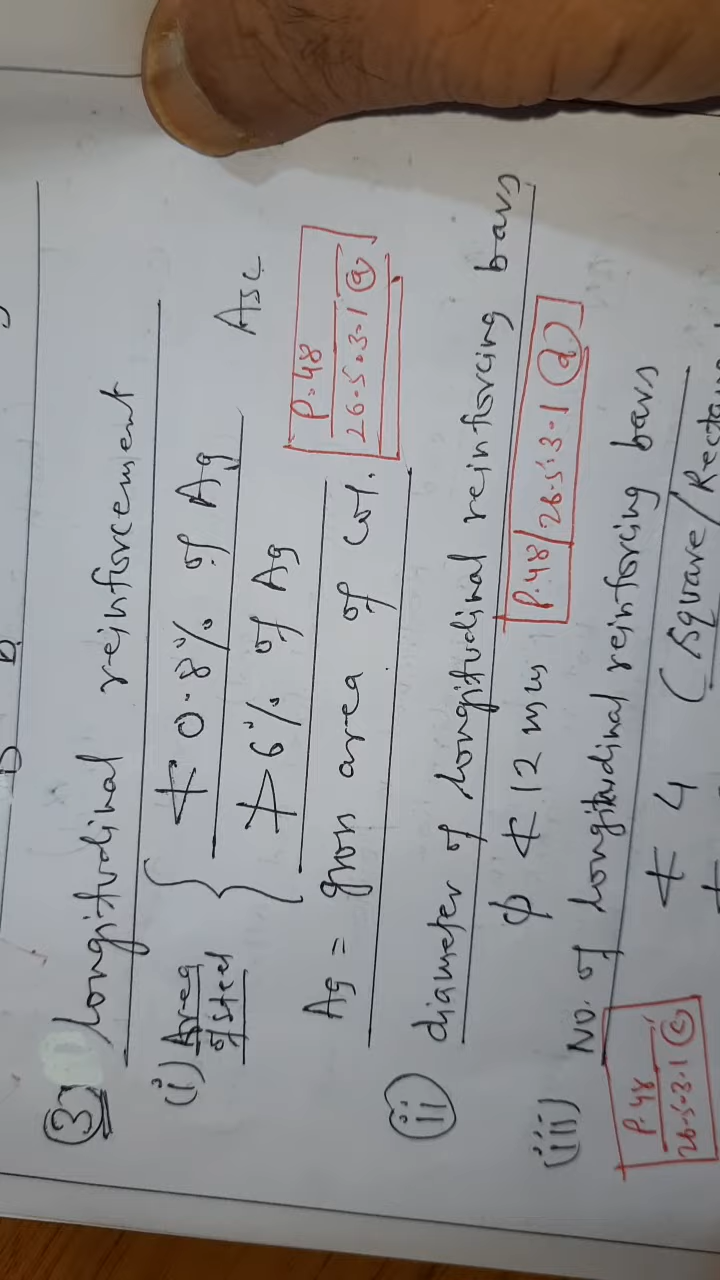 ③ Longitudinal reinforcement
(i) Area of steel { ≮ 0.8% of Ag
≯ 6% of Ag Asc
Ag = gross area of Col. P.48 26.5.3.1 ⓐ
(ii) diameter of Longitudinal reinforcing bars
φ ≮ 12 mm P.48/26.5.3.1 ⓓ
(iii) No. of Longitudinal reinforcing bars
P.48 26.5.3.1 ⓒ ≮ 4 (Square/